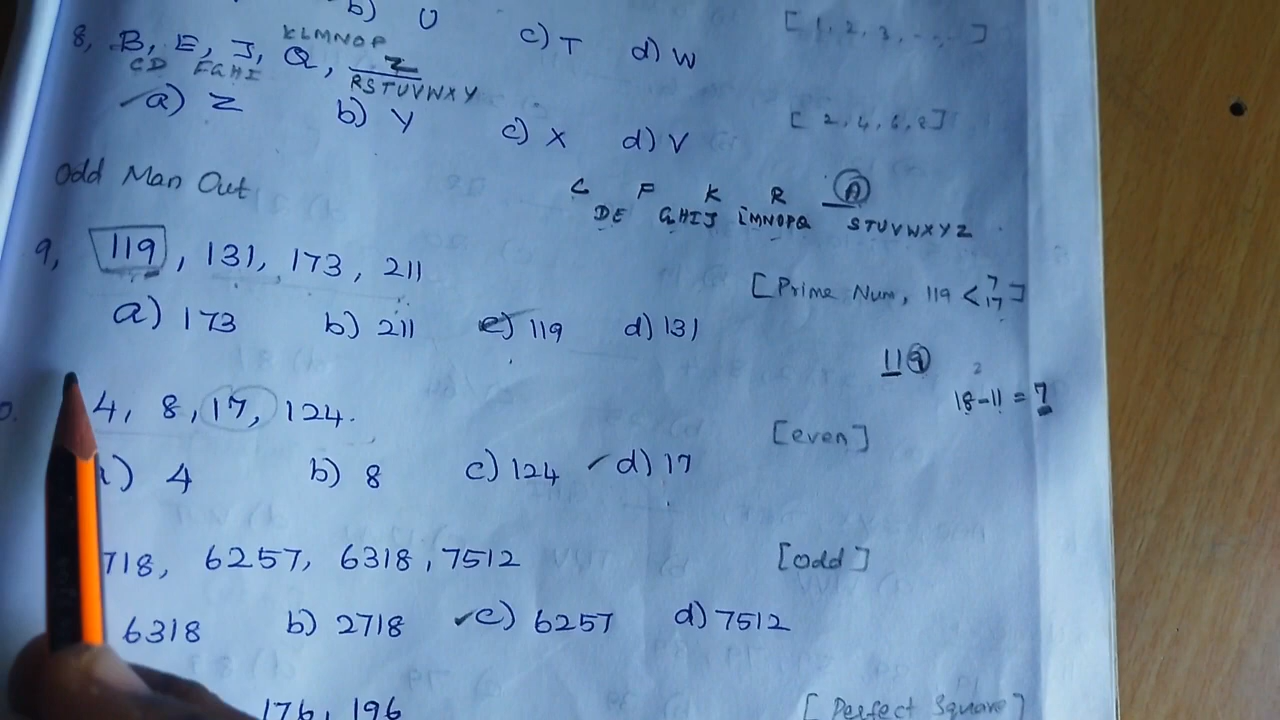 b) U c) T d) W [1, 2, 3, ....]
KLMNOP
8, B, E, J, Q, Z
CD FGHI RSTUVWXY
a) Z b) Y c) X d) V [2, 4, 6, 8]
Odd Man Out
C F K R A
DE GHIJ LMNOPQ STUVWXYZ
9, 119, 131, 173, 211 [Prime Num, 119 < 7 17]
a) 173 b) 211 c) 119 d) 131
119
2
18-11 = 7
4, 8, 17, 124. [even]
) 4 b) 8 c) 124 d) 17
718, 6257, 6318, 7512 [odd]
6318 b) 2718 c) 6257 d) 7512
176, 196 [Perfect Square]